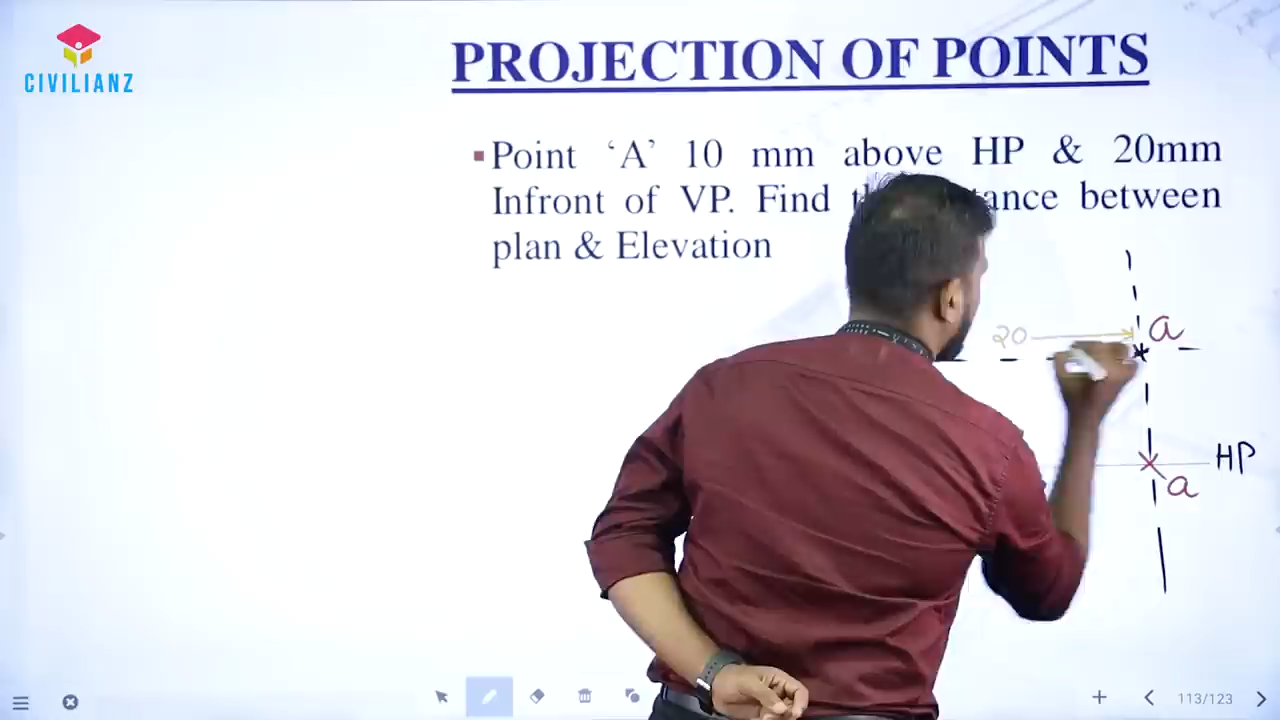 CIVILIANZ
PROJECTION OF POINTS
Point ‘A’ 10 mm above HP & 20mm
Infront of VP. Find between
plan & Elevation
20
a
HP
a
113/123